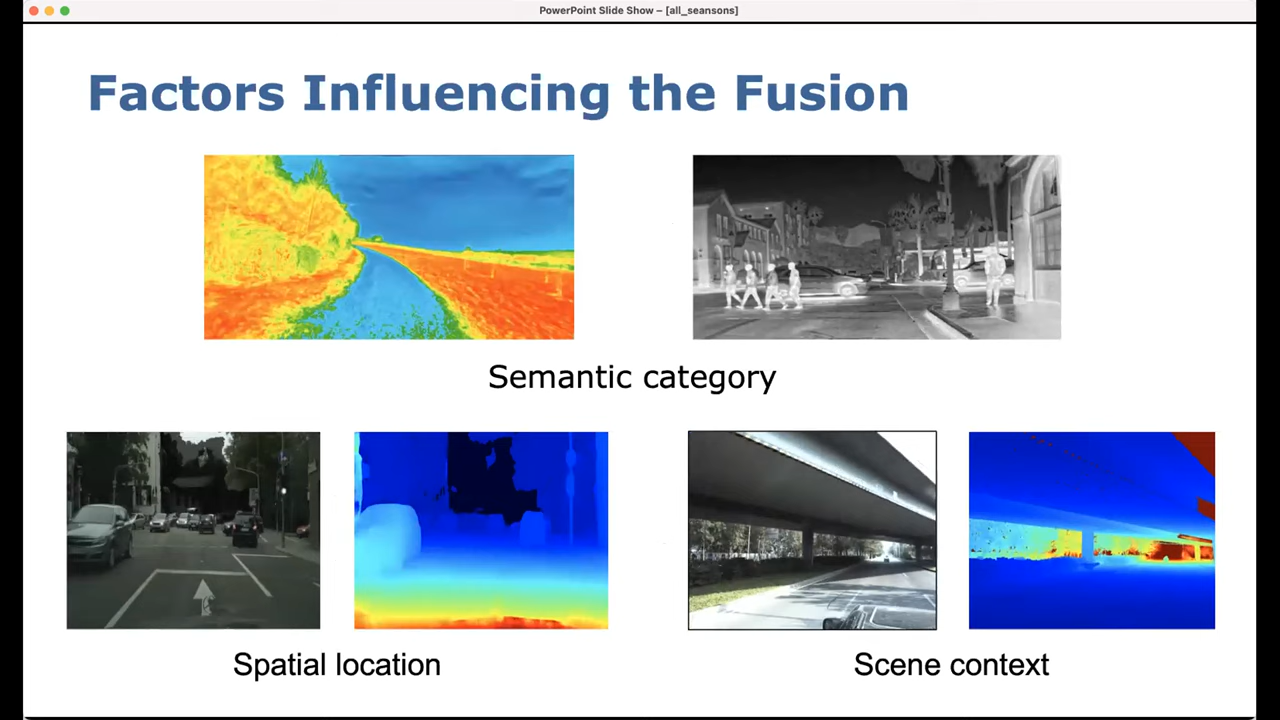 PowerPoint Slide Show – [all_seansons]
Factors Influencing the Fusion
Semantic category
Spatial location
Scene context